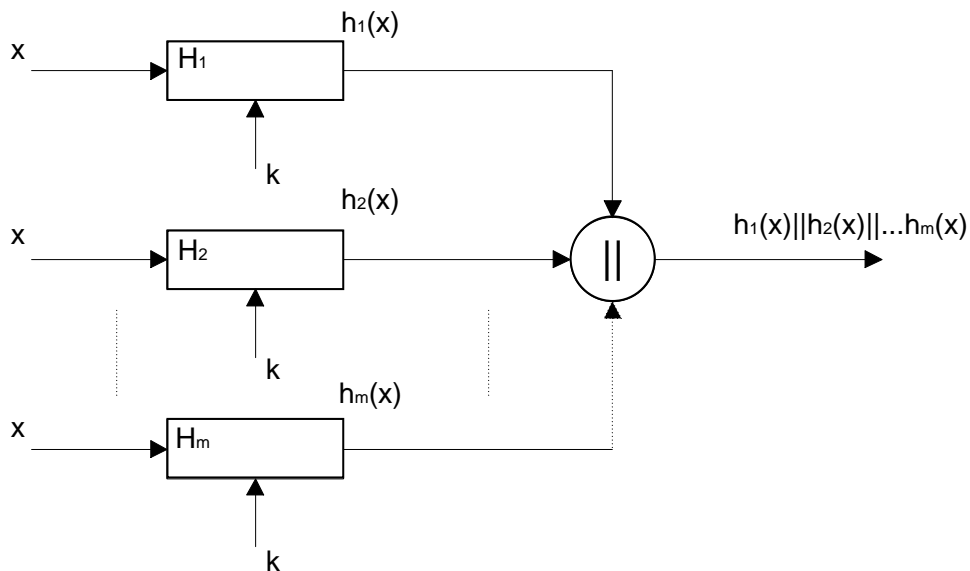 h₁(x)
x
H₁
k
h₂(x)
x
H₂
h₁(x)||h₂(x)||...hₘ(x)
||
k
hₘ(x)
x
Hₘ
k